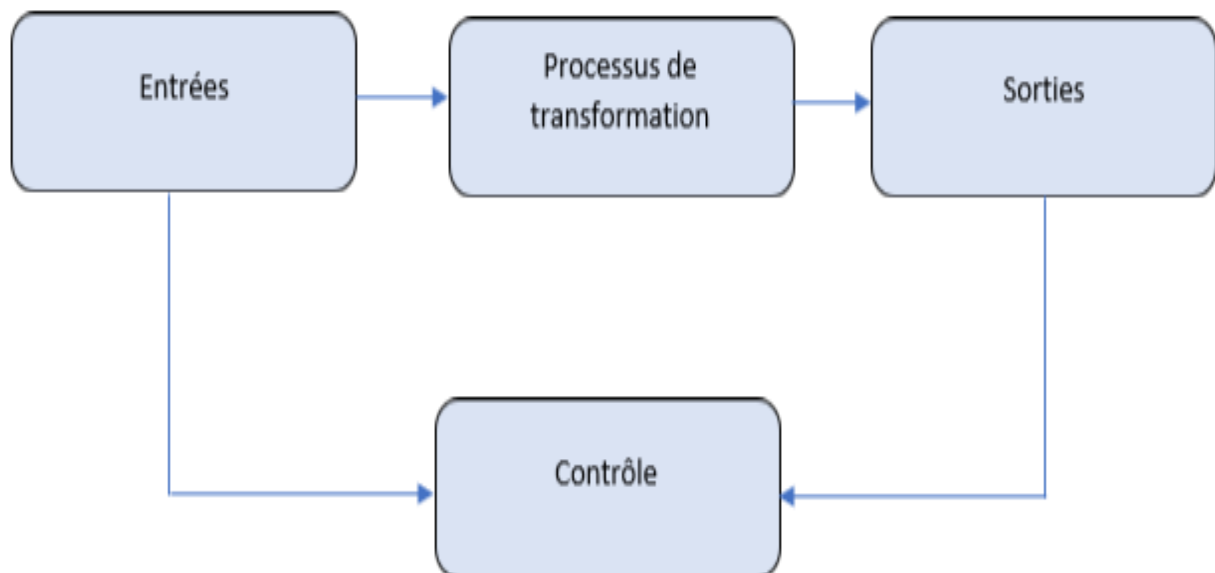 Entrées
Processus de
transformation
Sorties
Contrôle